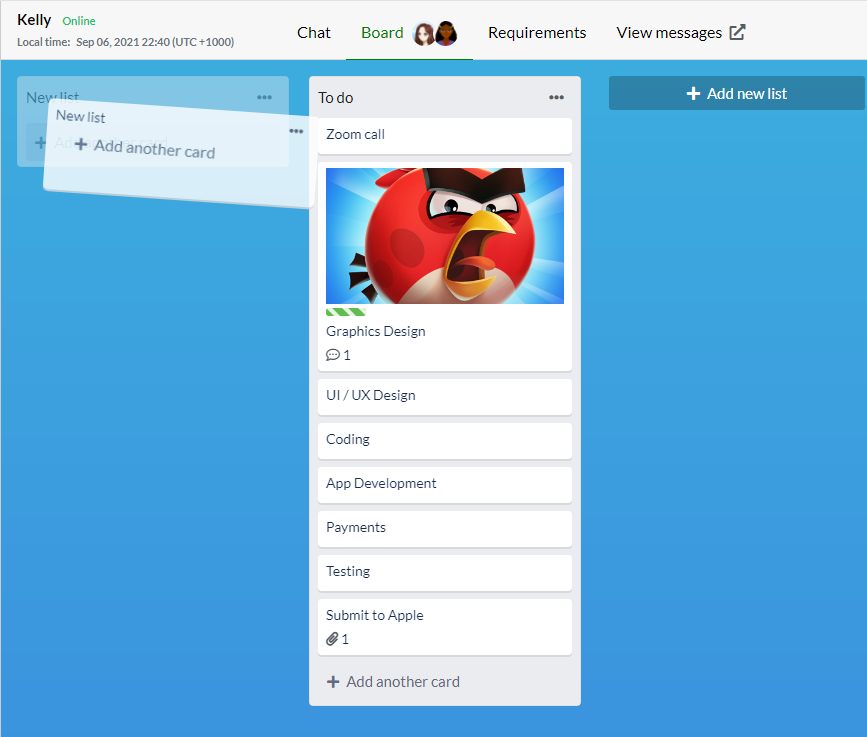 Kelly Online
Local time: Sep 06, 2021 22:40 (UTC +1000)
Chat
Board
Requirements
View messages
New list
New list
Add another card
To do
Zoom call
Graphics Design
1
UI / UX Design
Coding
App Development
Payments
Testing
Submit to Apple
1
Add another card
Add new list